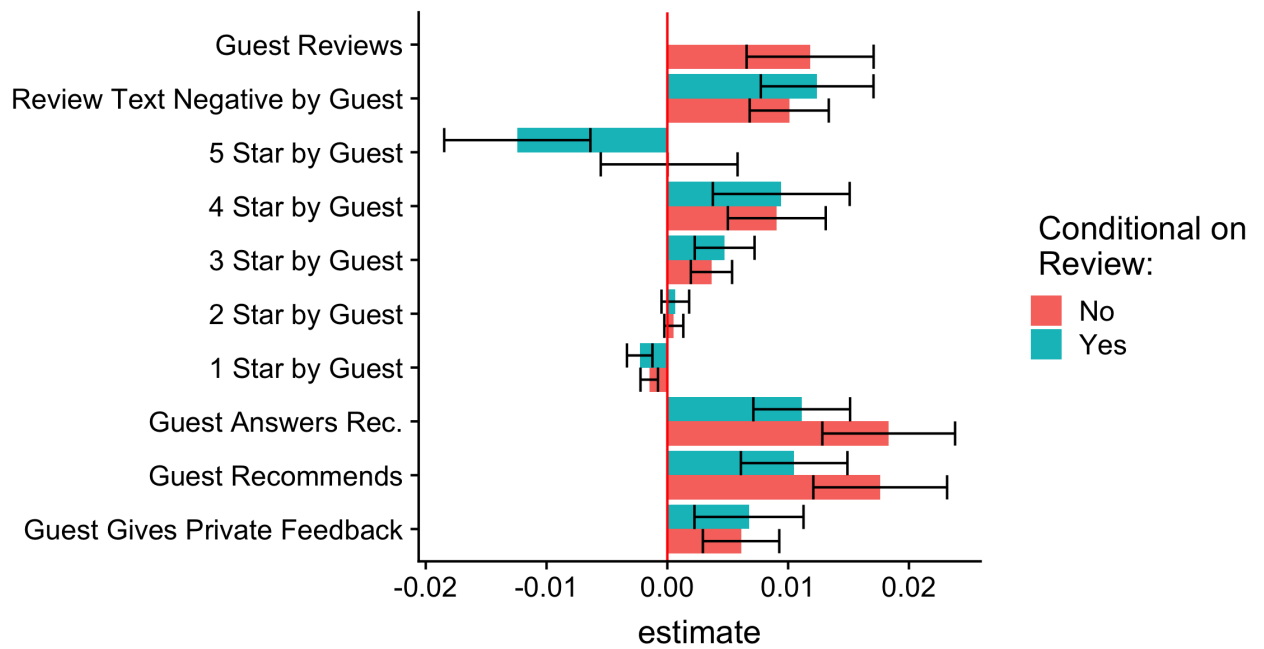 Guest Reviews
Review Text Negative by Guest
5 Star by Guest
4 Star by Guest
3 Star by Guest
2 Star by Guest
1 Star by Guest
Guest Answers Rec.
Guest Recommends
Guest Gives Private Feedback
-0.02 -0.01 0.00 0.01 0.02
estimate
Conditional on
Review:
No
Yes